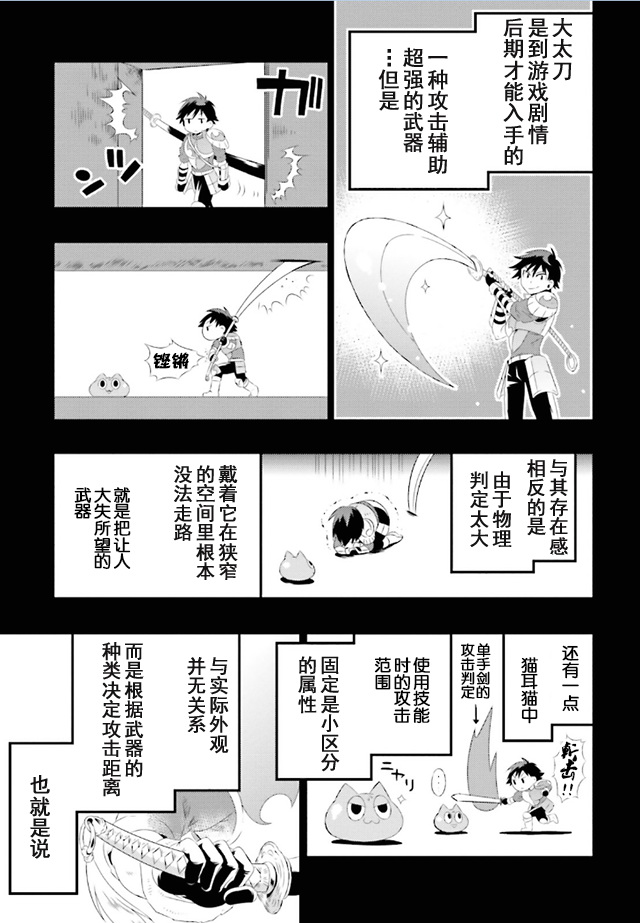 大太刀
是到游戏剧情
后期才能入手的
一种攻击辅助
超强的武器
…但是
ガッ
ガンッ
铿锵
与其存在感
相反的是
由于物理
判定太大
戴着它在狭窄
的空间里根本
没法走路
就是把让人
大失所望的
武器
还有一点
猫耳猫中
斩击!!
单手剑的
攻击判定
使用技能
时的攻击
范围
ニヤリ
固定是小区分
的属性
与实际外观
并无关系
而是根据武器的
种类决定攻击距离
也就是说